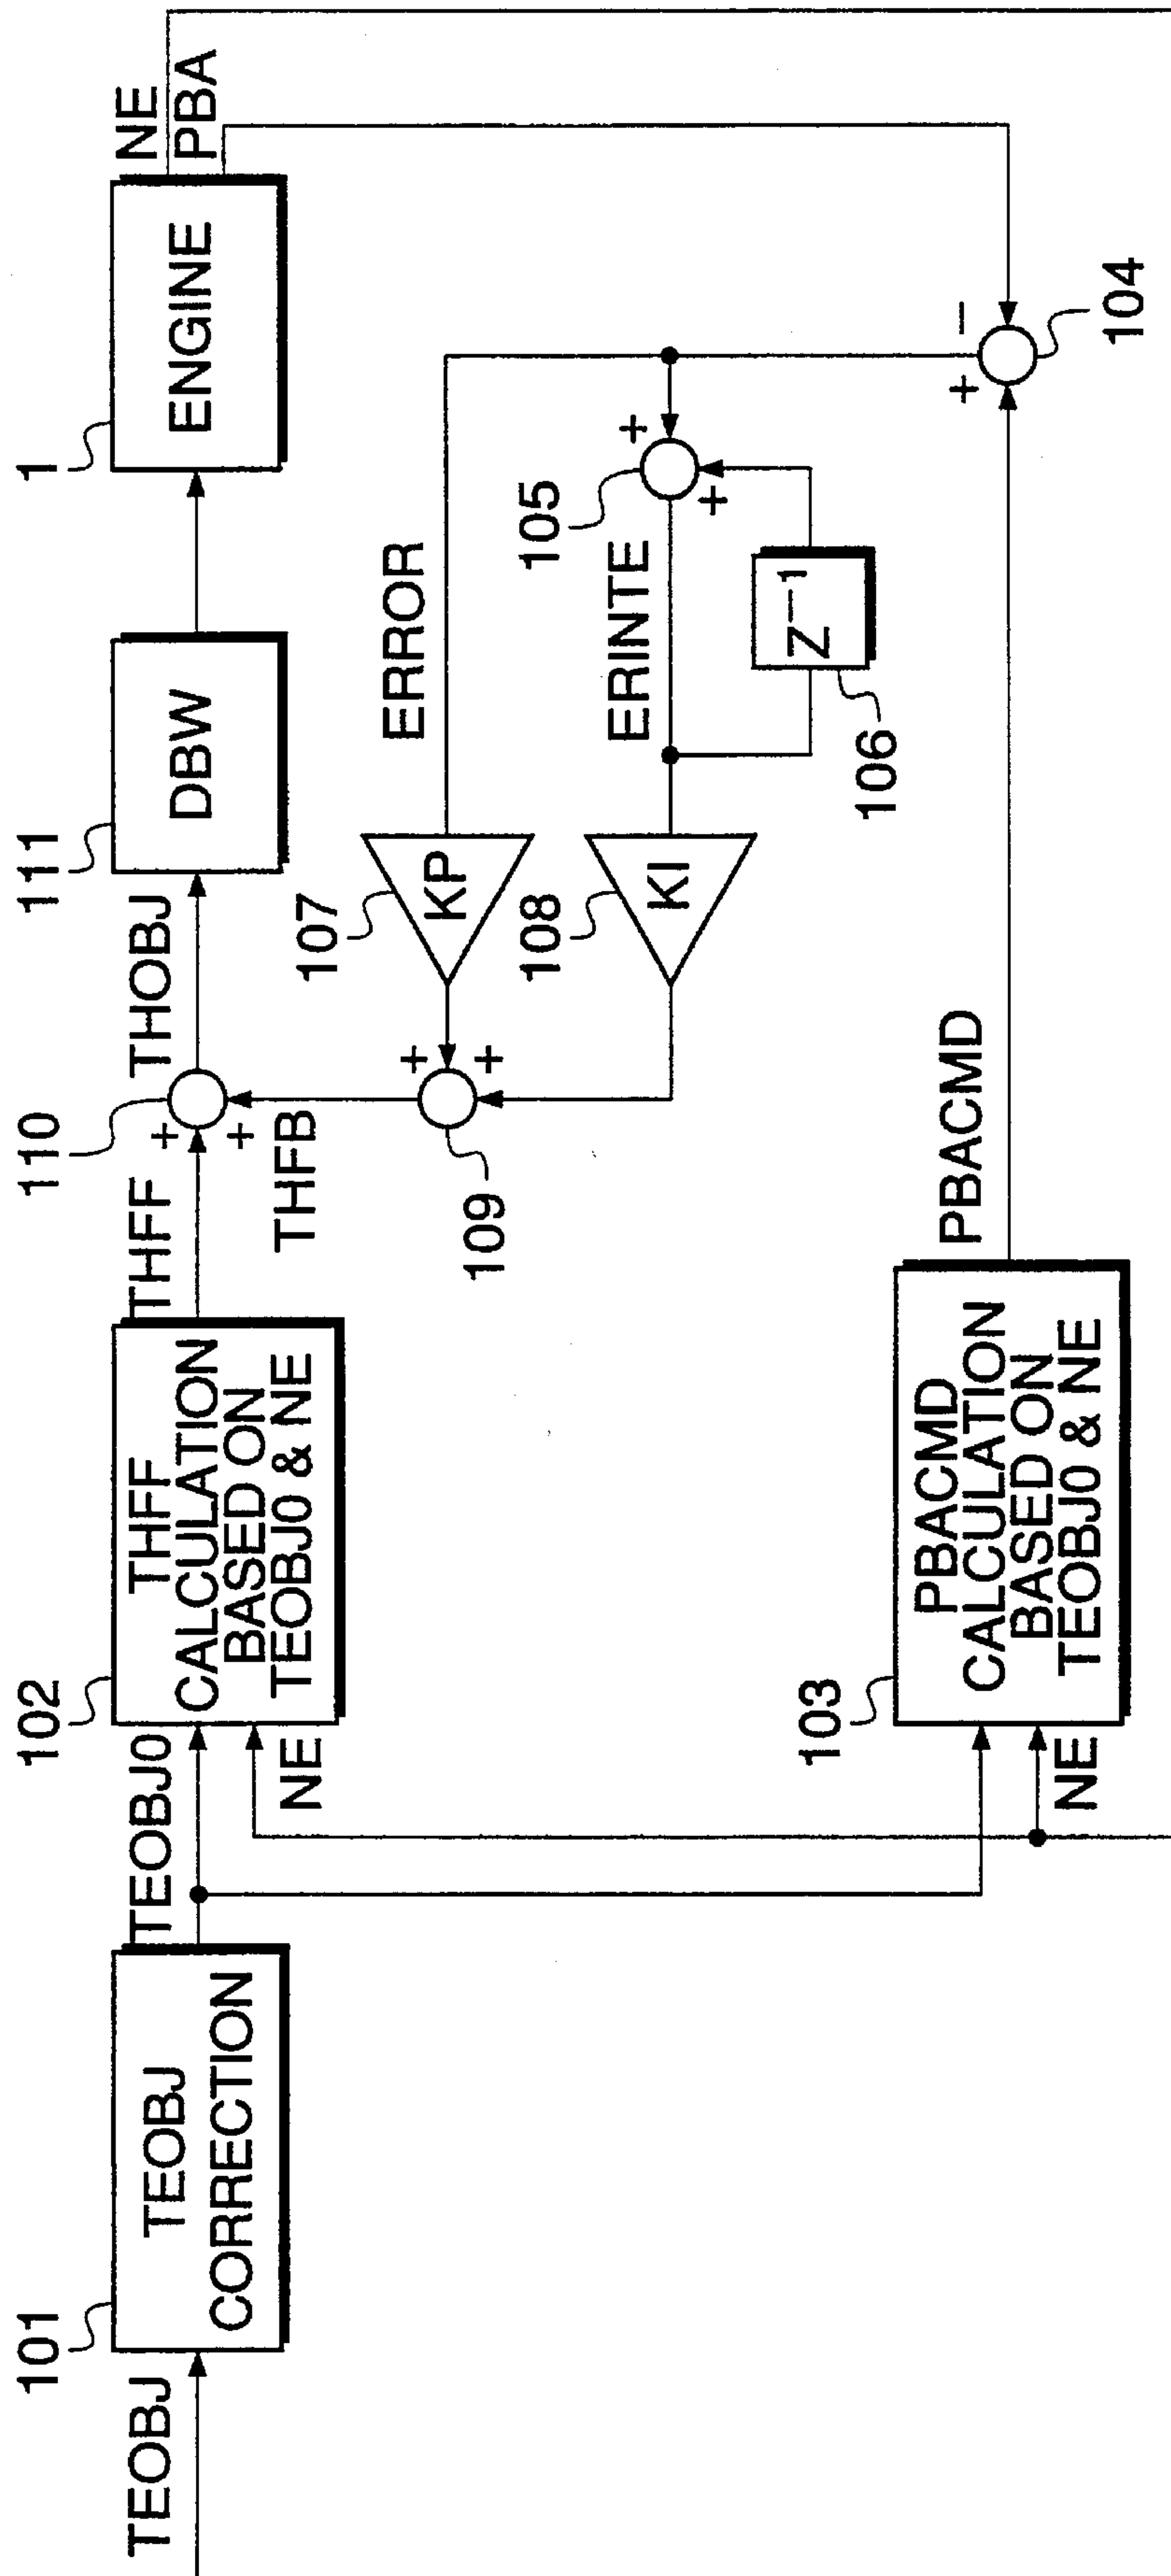 TEOBJ
101
TEOBJ
CORRECTION
TEOBJ0
NE
102
THFF
CALCULATION
BASED ON
TEOBJ0 & NE
THFF
+
+
110
THFB
THOBJ
111
DBW
1
ENGINE
NE
PBA
109
+
+
107
KP
ERROR
108
KI
ERINTE
105
+
+
106
Z⁻¹
103
NE
PBACMD
CALCULATION
BASED ON
TEOBJ0 & NE
PBACMD
+
−
104